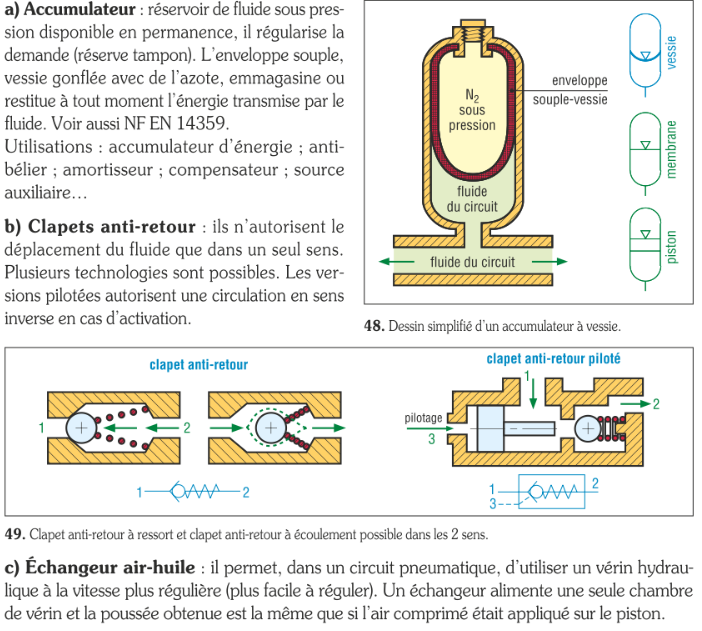 a) Accumulateur : réservoir de fluide sous pres-
sion disponible en permanence, il régularise la
demande (réserve tampon). L'enveloppe souple,
vessie gonflée avec de l'azote, emmagasine ou
restitue à tout moment l'énergie transmise par le
fluide. Voir aussi NF EN 14359.
Utilisations : accumulateur d'énergie ; anti-
bélier ; amortisseur ; compensateur ; source
auxiliaire…
b) Clapets anti-retour : ils n'autorisent le
déplacement du fluide que dans un seul sens.
Plusieurs technologies sont possibles. Les ver-
sions pilotées autorisent une circulation en sens
inverse en cas d'activation.
N2
sous
pression
enveloppe
souple-vessie
fluide
du circuit
fluide du circuit
vessie
membrane
piston
48. Dessin simplifié d'un accumulateur à vessie.
clapet anti-retour
1
2
1
2
clapet anti-retour piloté
1
2
pilotage
3
1
2
3
49. Clapet anti-retour à ressort et clapet anti-retour à écoulement possible dans les 2 sens.
c) Échangeur air-huile : il permet, dans un circuit pneumatique, d'utiliser un vérin hydrau-
lique à la vitesse plus régulière (plus facile à réguler). Un échangeur alimente une seule chambre
de vérin et la poussée obtenue est la même que si l'air comprimé était appliqué sur le piston.